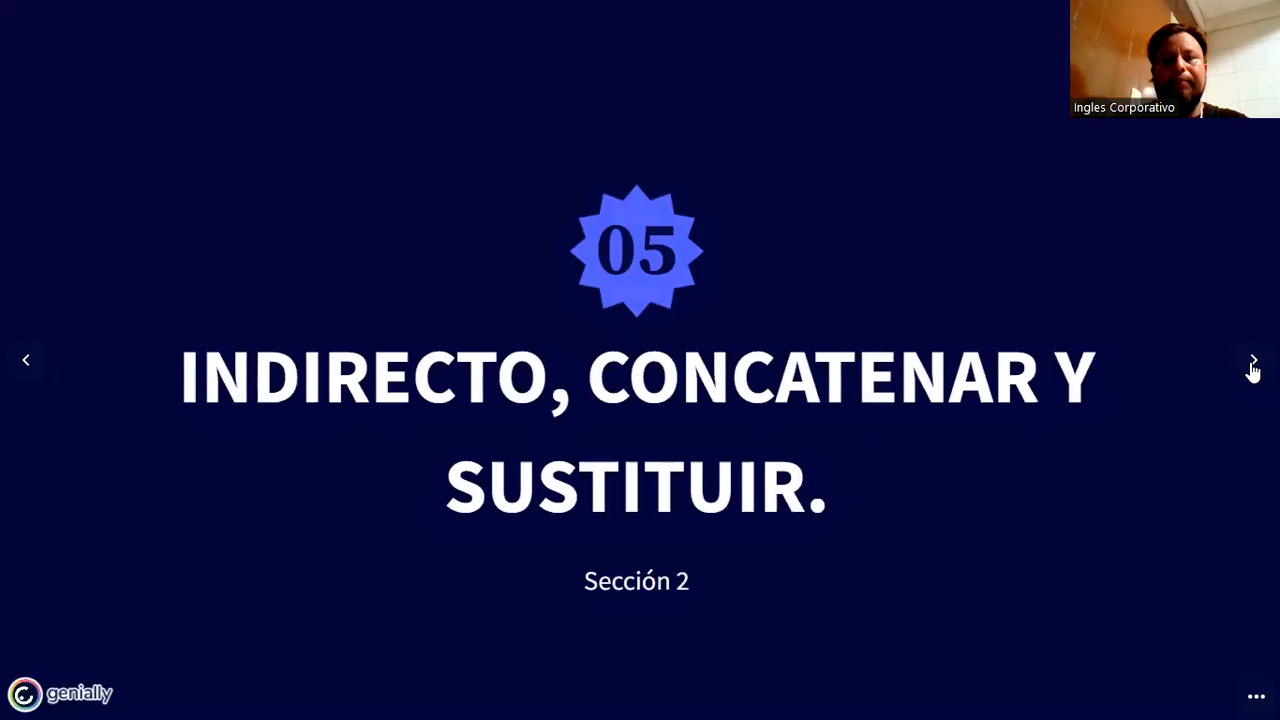 Ingles Corporativo
05
INDIRECTO, CONCATENAR Y
SUSTITUIR.
Sección 2
genially